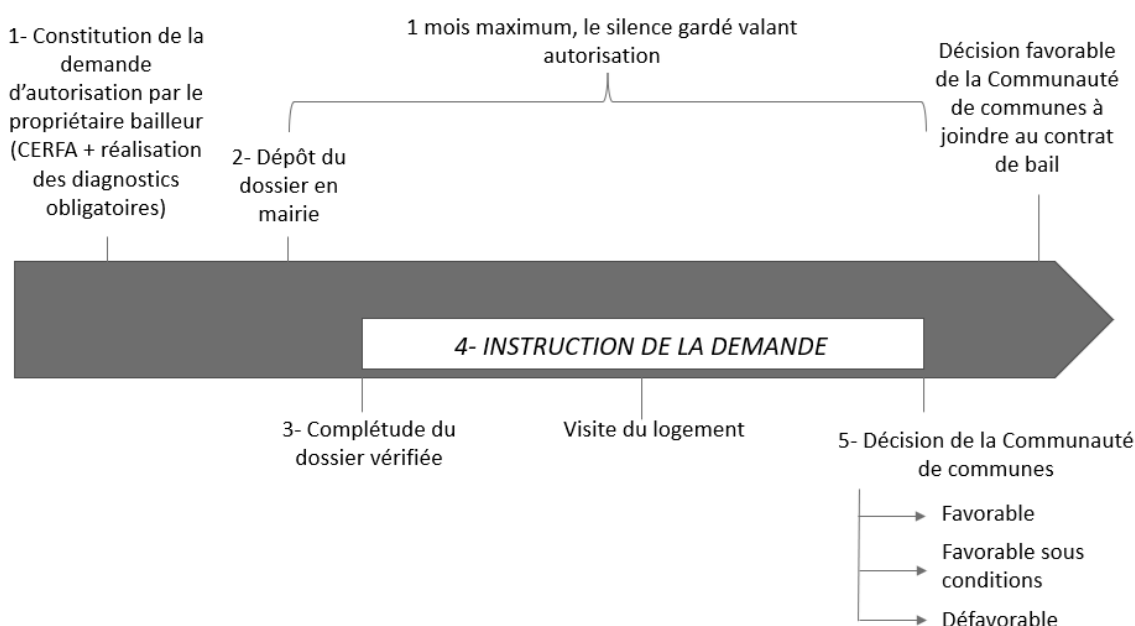 1- Constitution de la
demande
d’autorisation par le
propriétaire bailleur
(CERFA + réalisation
des diagnostics
obligatoires)
2- Dépôt du
dossier en
mairie
1 mois maximum, le silence gardé valant
autorisation
Décision favorable
de la Communauté
de communes à
joindre au contrat
de bail
4- INSTRUCTION DE LA DEMANDE
3- Complétude du
dossier vérifiée
Visite du logement
5- Décision de la Communauté
de communes
Favorable
Favorable sous
conditions
Défavorable